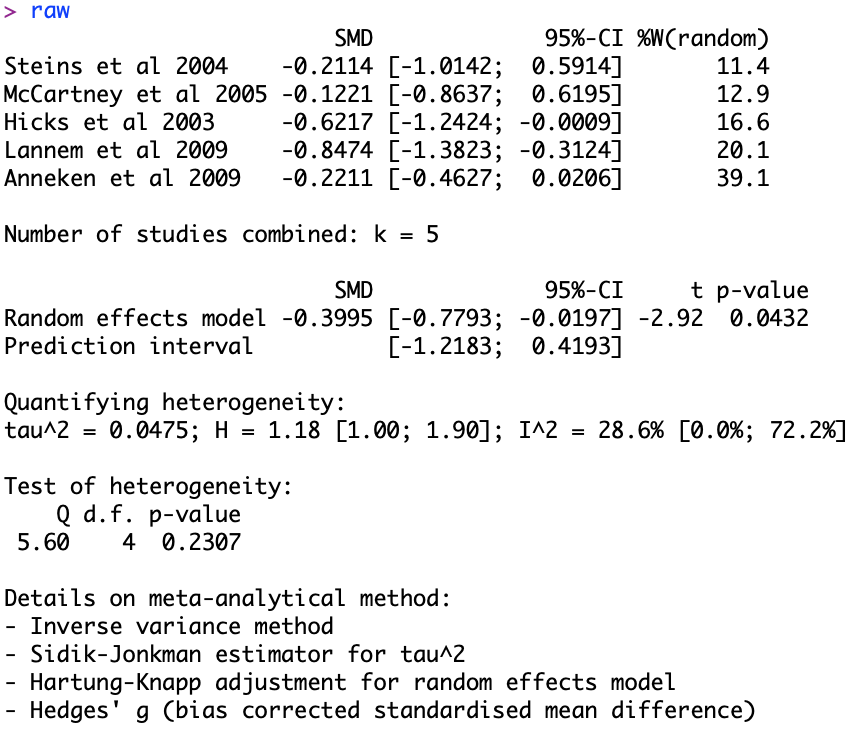 > raw
SMD 95%-CI %W(random)
Steins et al 2004 -0.2114 [-1.0142; 0.5914] 11.4
McCartney et al 2005 -0.1221 [-0.8637; 0.6195] 12.9
Hicks et al 2003 -0.6217 [-1.2424; -0.0009] 16.6
Lannem et al 2009 -0.8474 [-1.3823; -0.3124] 20.1
Anneken et al 2009 -0.2211 [-0.4627; 0.0206] 39.1
Number of studies combined: k = 5
SMD 95%-CI t p-value
Random effects model -0.3995 [-0.7793; -0.0197] -2.92 0.0432
Prediction interval [-1.2183; 0.4193]
Quantifying heterogeneity:
tau^2 = 0.0475; H = 1.18 [1.00; 1.90]; I^2 = 28.6% [0.0%; 72.2%]
Test of heterogeneity:
Q d.f. p-value
5.60 4 0.2307
Details on meta-analytical method:
- Inverse variance method
- Sidik-Jonkman estimator for tau^2
- Hartung-Knapp adjustment for random effects model
- Hedges' g (bias corrected standardised mean difference)